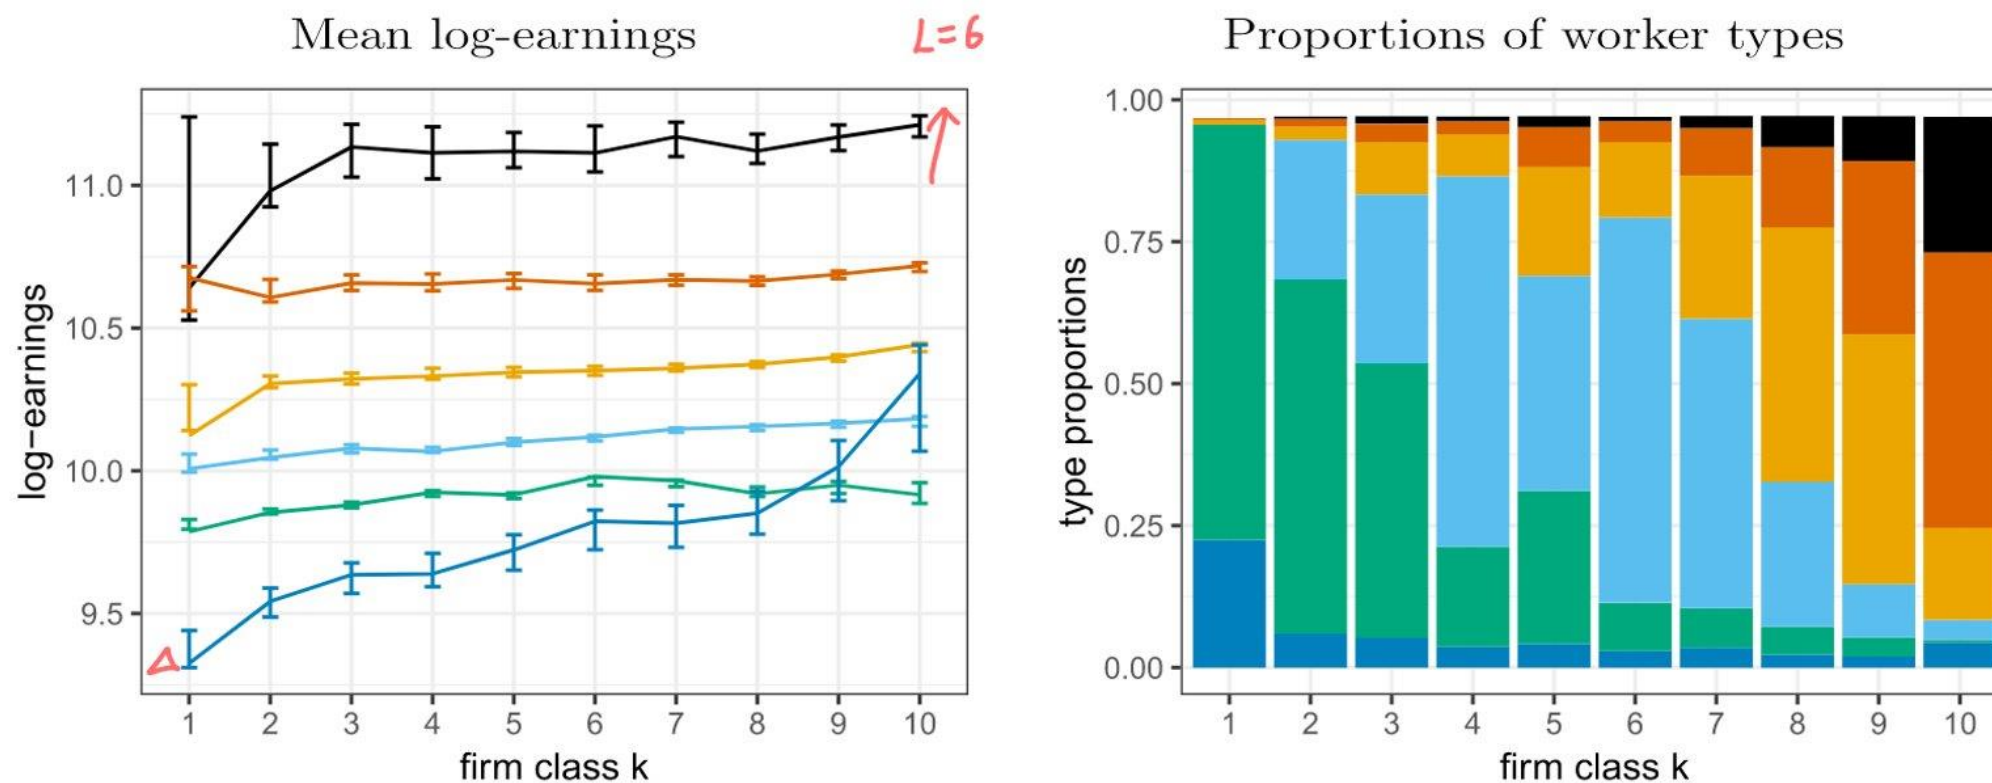 Mean log-earnings
L=6
log-earnings
11.0
10.5
10.0
9.5
1 2 3 4 5 6 7 8 9 10
firm class k
Proportions of worker types
type proportions
1.00
0.75
0.50
0.25
0.00
1 2 3 4 5 6 7 8 9 10
firm class k